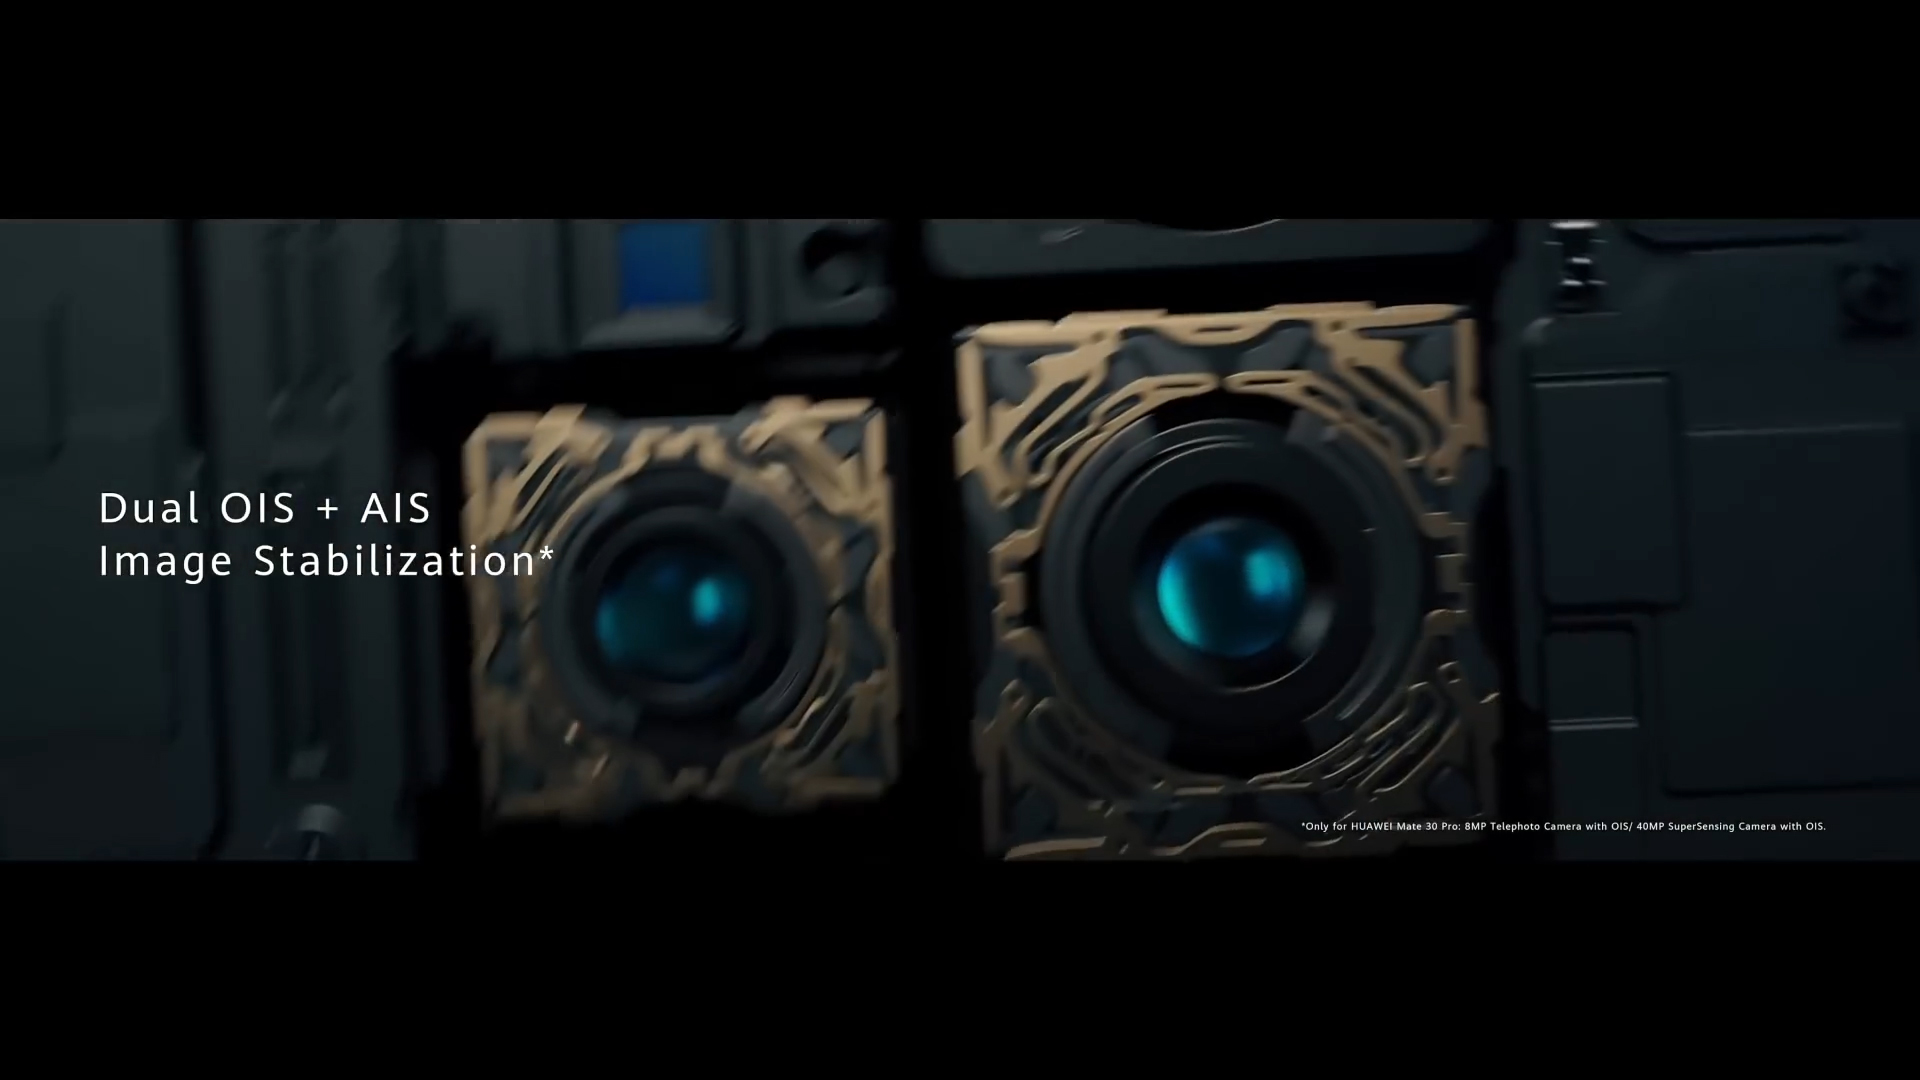 Dual OIS + AIS
Image Stabilization*
*Only for HUAWEI Mate 30 Pro: 8MP Telephoto Camera with OIS/ 40MP SuperSensing Camera with OIS.